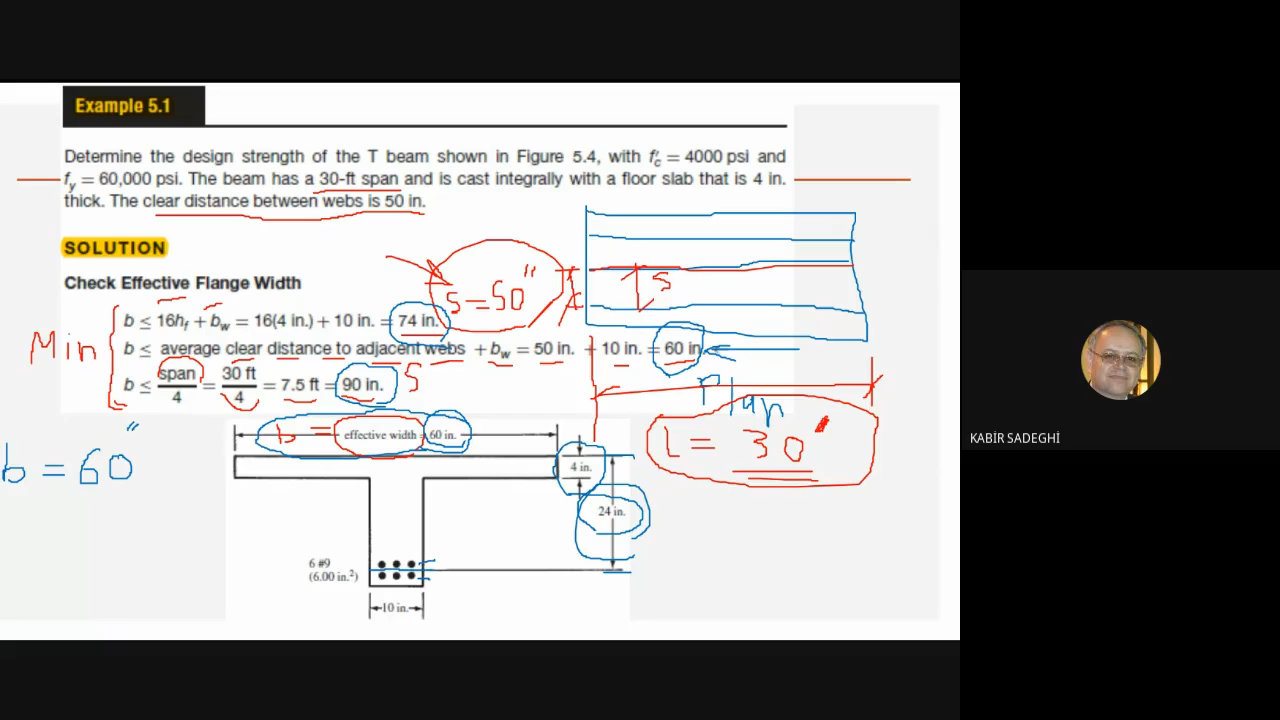 Example 5.1
Determine the design strength of the T beam shown in Figure 5.4, with f′c = 4000 psi and
fy = 60,000 psi. The beam has a 30-ft span and is cast integrally with a floor slab that is 4 in.
thick. The clear distance between webs is 50 in.
SOLUTION
Check Effective Flange Width
S = 50"
S
Min
b ≤ 16hf + bw = 16(4 in.) + 10 in. = 74 in.
b ≤ average clear distance to adjacent webs + bw = 50 in. + 10 in. = 60 in
b ≤ span/4 = 30 ft/4 = 7.5 ft = 90 in.
S
Plan
L = 30'
b = 60"
b = effective width = 60 in.
4 in.
24 in.
6 #9
(6.00 in.²)
10 in.
KABİR SADEGHİ